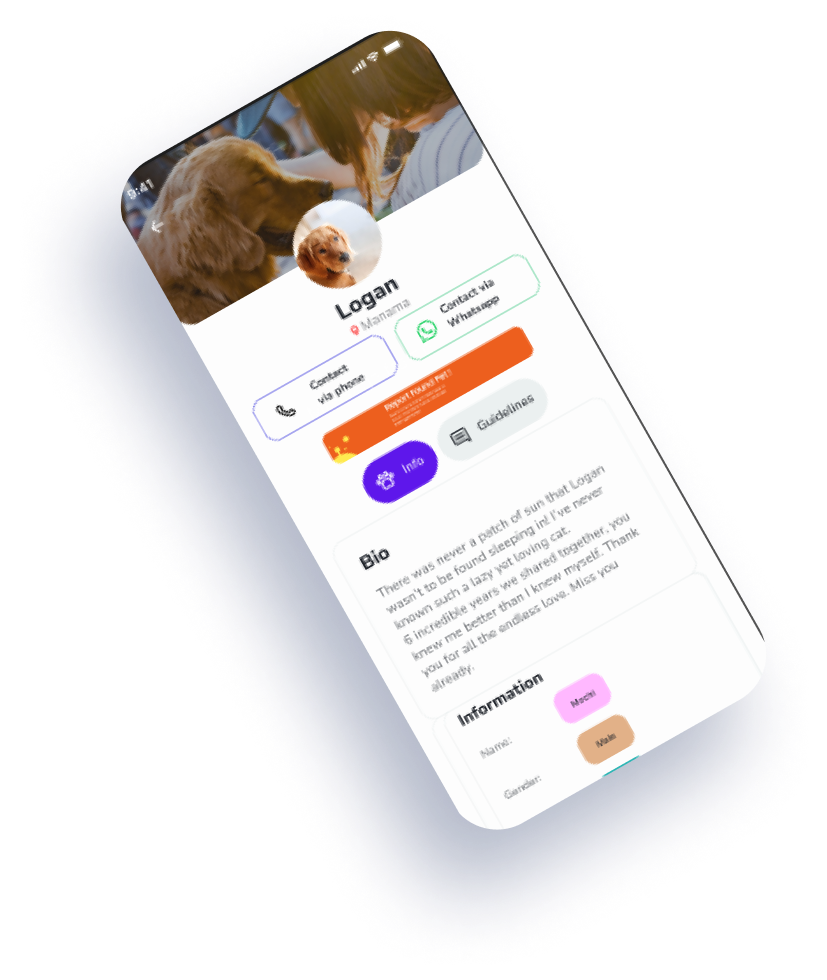 9:41
Logan
Manama
Contact
via phone
Contact via
Whatsapp
Report found Pet!
Info
Guidelines
Bio
There was never a patch of sun that Logan
wasn't to be found sleeping in! I've never
known such a lazy yet loving cat.
6 incredible years we shared together, you
knew me better than I knew myself. Thank
you for all the endless love. Miss you
already.
Information
Name:
Mochi
Gender:
Male